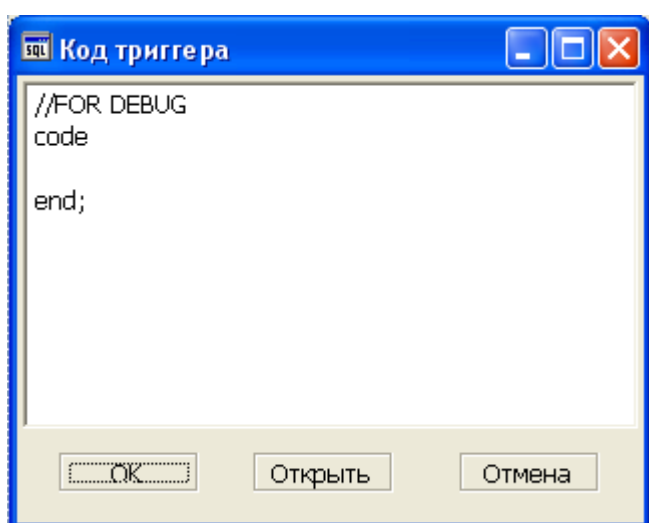 SQL Код триггера
//FOR DEBUG
code
end;
OK Открыть Отмена